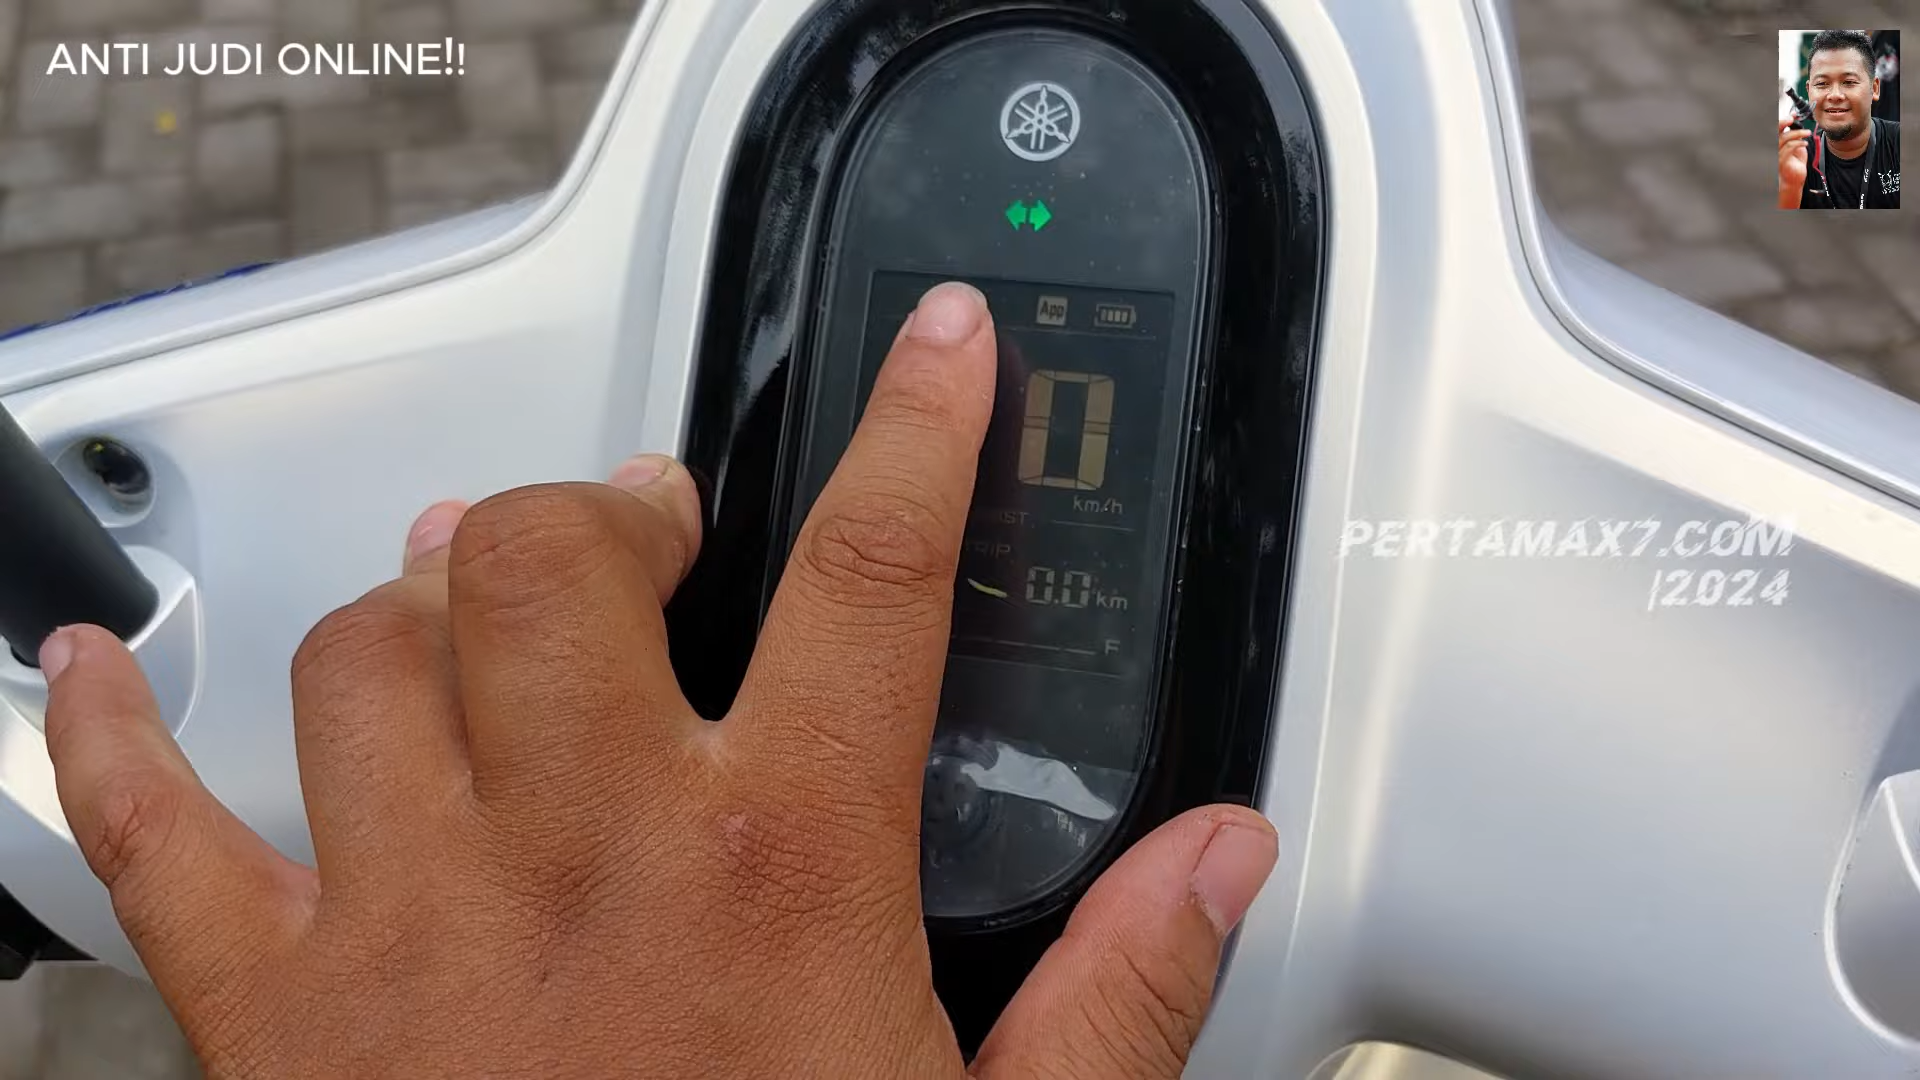 ANTI JUDI ONLINE!!
App
0
km/h
TRIP
0.0 km
F
PERTAMAX7.COM
|2024